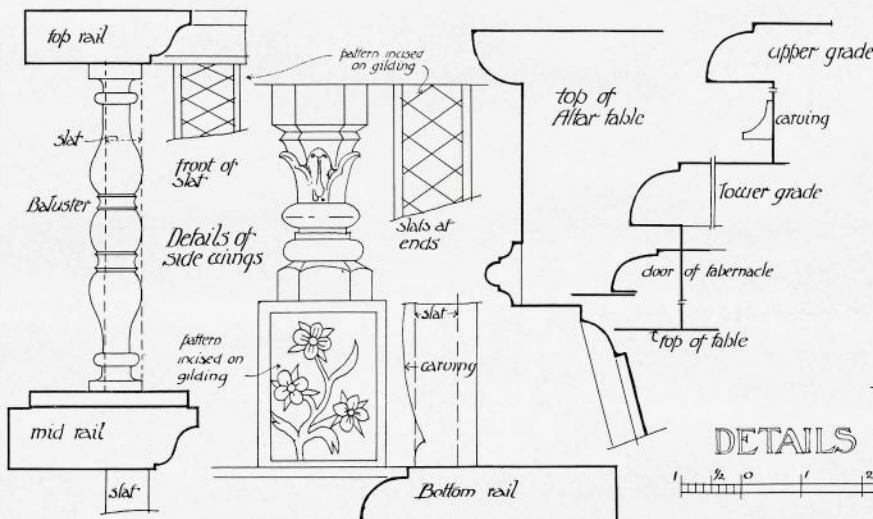 top rail
pattern incised
on gilding
upper grade
slat
front of
slat
top of
Altar table
carving
Baluster
Details of
side wings
slats at
ends
lower grade
door of tabernacle
pattern
incised on
gilding
slat
carving
top of table
mid rail
slat
Bottom rail
DETAILS
1 ½ 0 1 2